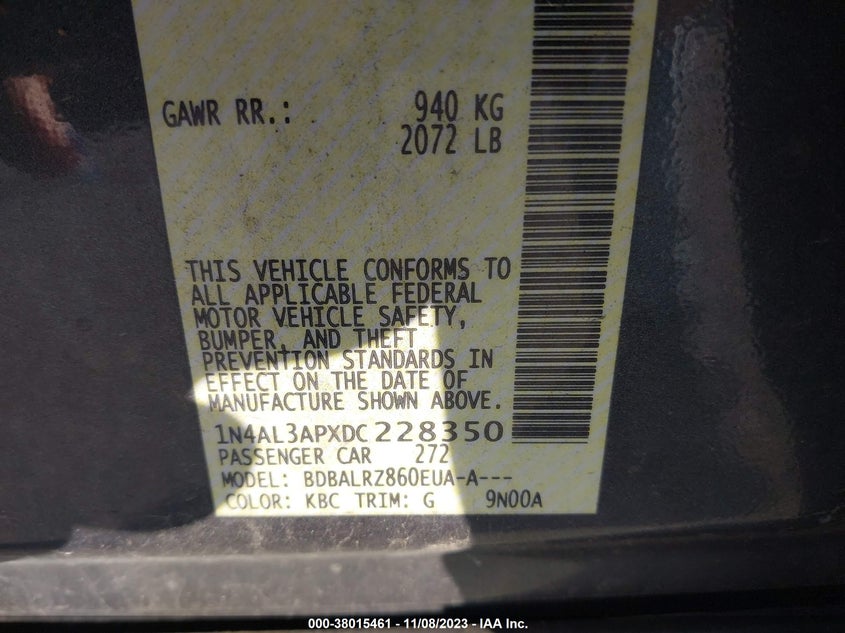 GAWR RR.: 940 KG
2072 LB
THIS VEHICLE CONFORMS TO
ALL APPLICABLE FEDERAL
MOTOR VEHICLE SAFETY,
BUMPER, AND THEFT
PREVENTION STANDARDS IN
EFFECT ON THE DATE OF
MANUFACTURE SHOWN ABOVE.
1N4AL3APXDC228350
PASSENGER CAR 272
MODEL: BDBALRZ860EUA-A---
COLOR: KBC TRIM: G 9N00A
000-38015461 - 11/08/2023 - IAA Inc.